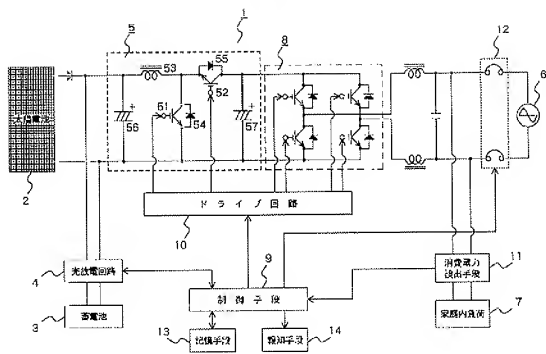 1
5
53
55
52
51
54
56
+
57
+
8
12
6
太陽電池
2
ドライブ回路
10
9
4
充放電回路
制御手段
消費電力
検出手段
11
3
蓄電池
家庭内負荷
7
13
記憶手段
報知手段
14